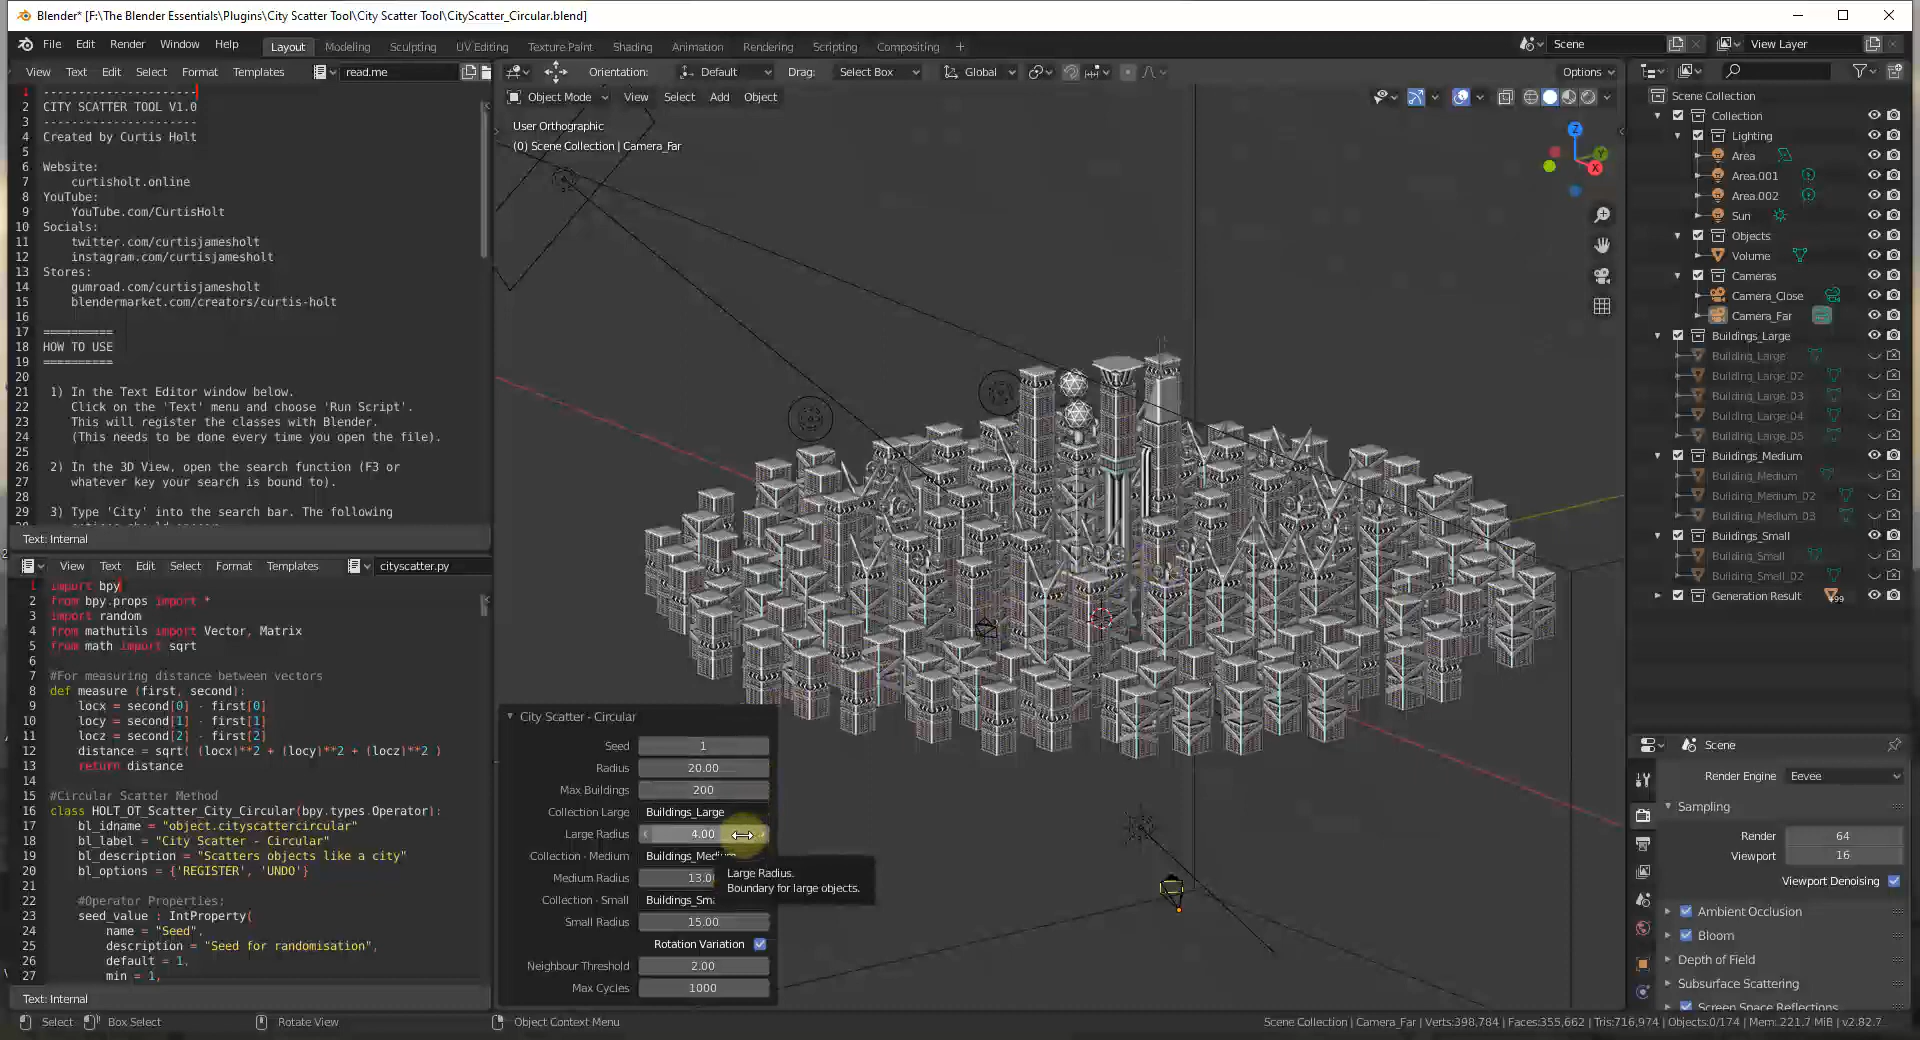 Blender* [F:\The Blender Essentials\Plugins\City Scatter Tool\City Scatter Tool\CityScatter_Circular.blend]
File Edit Render Window Help Layout Modeling Sculpting UV Editing Texture Paint Shading Animation Rendering Scripting Compositing + Scene View Layer
View Text Edit Select Format Templates read.me
Orientation: Default Drag: Select Box Global Options
Object Mode View Select Add Object
1 -----------------------
2 CITY SCATTER TOOL V1.0
3 -----------------------
4 Created by Curtis Holt
5
6 Website:
7 curtisholt.online
8 YouTube:
9 YouTube.com/CurtisHolt
10 Socials:
11 twitter.com/curtisjamesholt
12 instagram.com/curtisjamesholt
13 Stores:
14 gumroad.com/curtisjamesholt
15 blendermarket.com/creators/curtis-holt
16
17 ==========
18 HOW TO USE
19 ==========
20
21 1) In the Text Editor window below.
22 Click on the 'Text' menu and choose 'Run Script'.
23 This will register the classes with Blender.
24 (This needs to be done every time you open the file).
25
26 2) In the 3D View, open the search function (F3 or
27 whatever key your search is bound to).
28
29 3) Type 'City' into the search bar. The following
Text: Internal
View Text Edit Select Format Templates cityscatter.py
1 import bpy
2 from bpy.props import *
3 import random
4 from mathutils import Vector, Matrix
5 from math import sqrt
6
7 #For measuring distance between vectors
8 def measure (first, second):
9 locx = second[0] - first[0]
10 locy = second[1] - first[1]
11 locz = second[2] - first[2]
12 distance = sqrt( (locx)**2 + (locy)**2 + (locz)**2 )
13 return distance
14
15 #Circular Scatter Method
16 class HOLT_OT_Scatter_City_Circular(bpy.types.Operator):
17 bl_idname = "object.cityscattercircular"
18 bl_label = "City Scatter - Circular"
19 bl_description = "Scatters objects like a city"
20 bl_options = {'REGISTER', 'UNDO'}
21
22 #Operator Properties:
23 seed_value : IntProperty(
24 name = "Seed",
25 description = "Seed for randomisation",
26 default = 1,
27 min = 1,
Text: Internal
User Orthographic
(0) Scene Collection | Camera_Far
Z
Y
X
City Scatter - Circular
Seed 1
Radius 20.00
Max Buildings 200
Collection Large Buildings_Large
Large Radius 4.00
Collection - Medium Buildings_Medium
Medium Radius 13.0
Collection - Small Buildings_Sma
Small Radius 15.00
Rotation Variation
Neighbour Threshold 2.00
Max Cycles 1000
Large Radius.
Boundary for large objects.
Scene Collection
Collection
Lighting
Area
Area.001
Area.002
Sun
Objects
Volume
Cameras
Camera_Close
Camera_Far
Buildings_Large
Building_Large
Building_Large_02
Building_Large_03
Building_Large_04
Building_Large_05
Buildings_Medium
Building_Medium
Building_Medium_02
Building_Medium_03
Buildings_Small
Building_Small
Building_Small_02
Generation Result
Scene
Render Engine Eevee
Sampling
Render 64
Viewport 16
Viewport Denoising
Ambient Occlusion
Bloom
Depth of Field
Subsurface Scattering
Screen Space Reflections
Select Box Select Rotate View Object Context Menu
Scene Collection | Camera_Far | Verts:398,784 | Faces:355,662 | Tris:716,974 | Objects:0/174 | Mem:221.7 MiB | v2.82.7